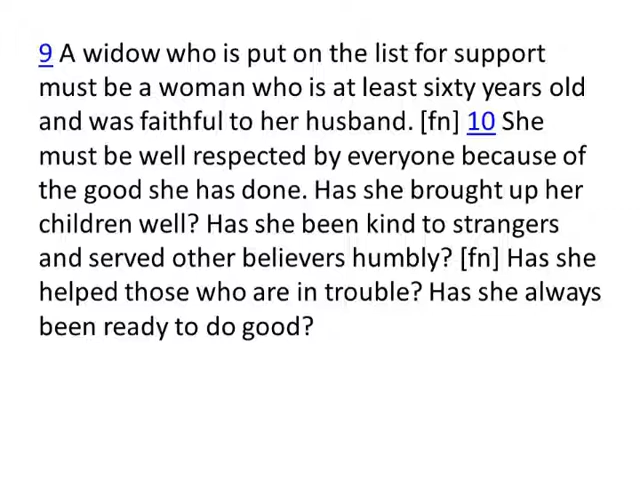 9 A widow who is put on the list for support
must be a woman who is at least sixty years old
and was faithful to her husband. [fn] 10 She
must be well respected by everyone because of
the good she has done. Has she brought up her
children well? Has she been kind to strangers
and served other believers humbly? [fn] Has she
helped those who are in trouble? Has she always
been ready to do good?